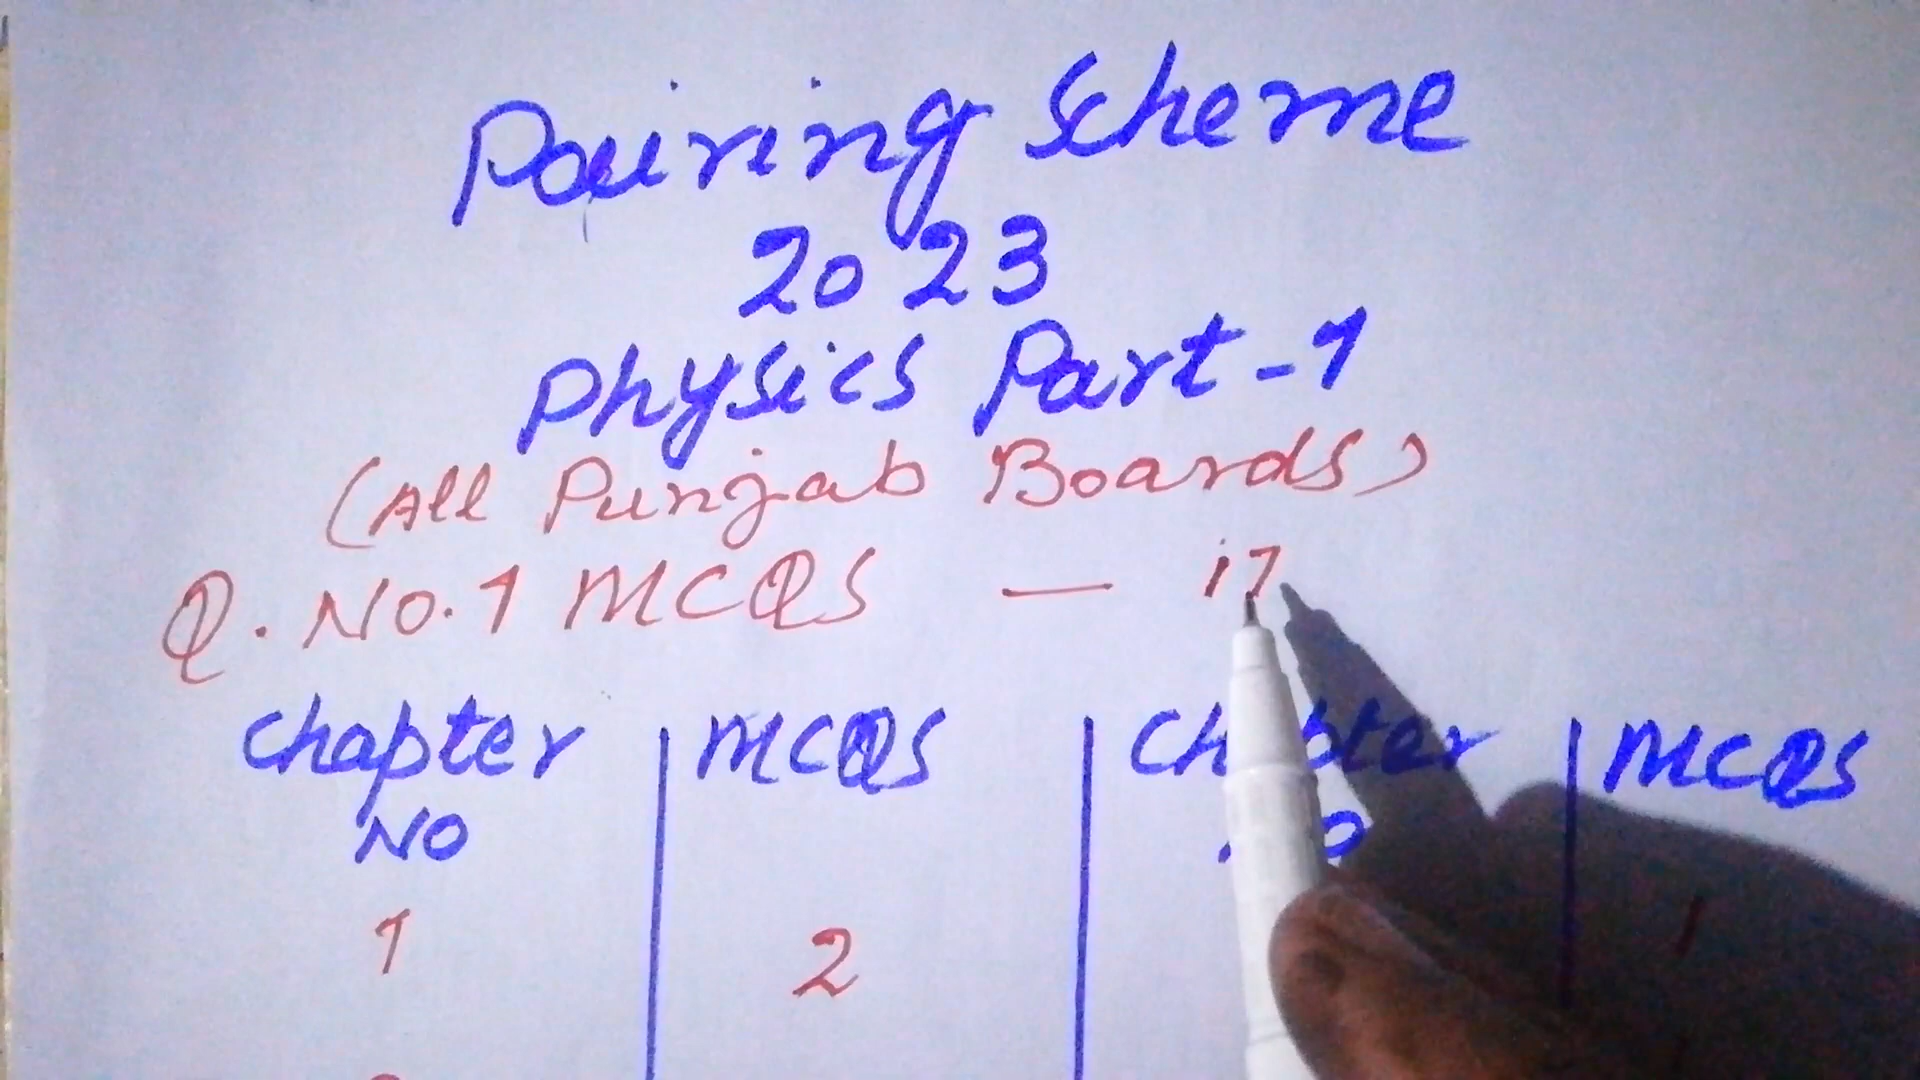 Pairing Scheme
2023
Physics Part-1
(All Punjab Boards)
Q. No.1 MCQS — 17
Chapter No | MCQS | | MCQS
1 2 1